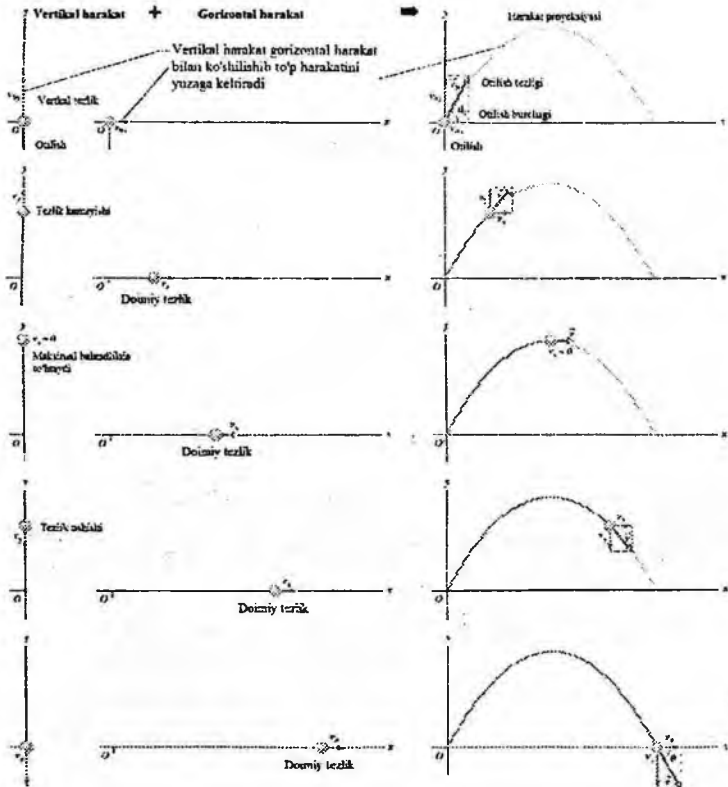 Vertikal harakat + Gorizontal harakat
Harakat proyeksiyasi
Vertikal harakat gorizontal harakat
bilan ko'shilishib to'p harakatini
yuzaga keltiradi
Vertikal tezlik
Otilish
Otilish tezligi
Otilish burchagi
Otilish
Tezlik kamayishi
Doimiy tezlik
Maksimal balandlikda
to'htaydi
Doimiy tezlik
Tezlik oshishi
Doimiy tezlik
Doimiy tezlik